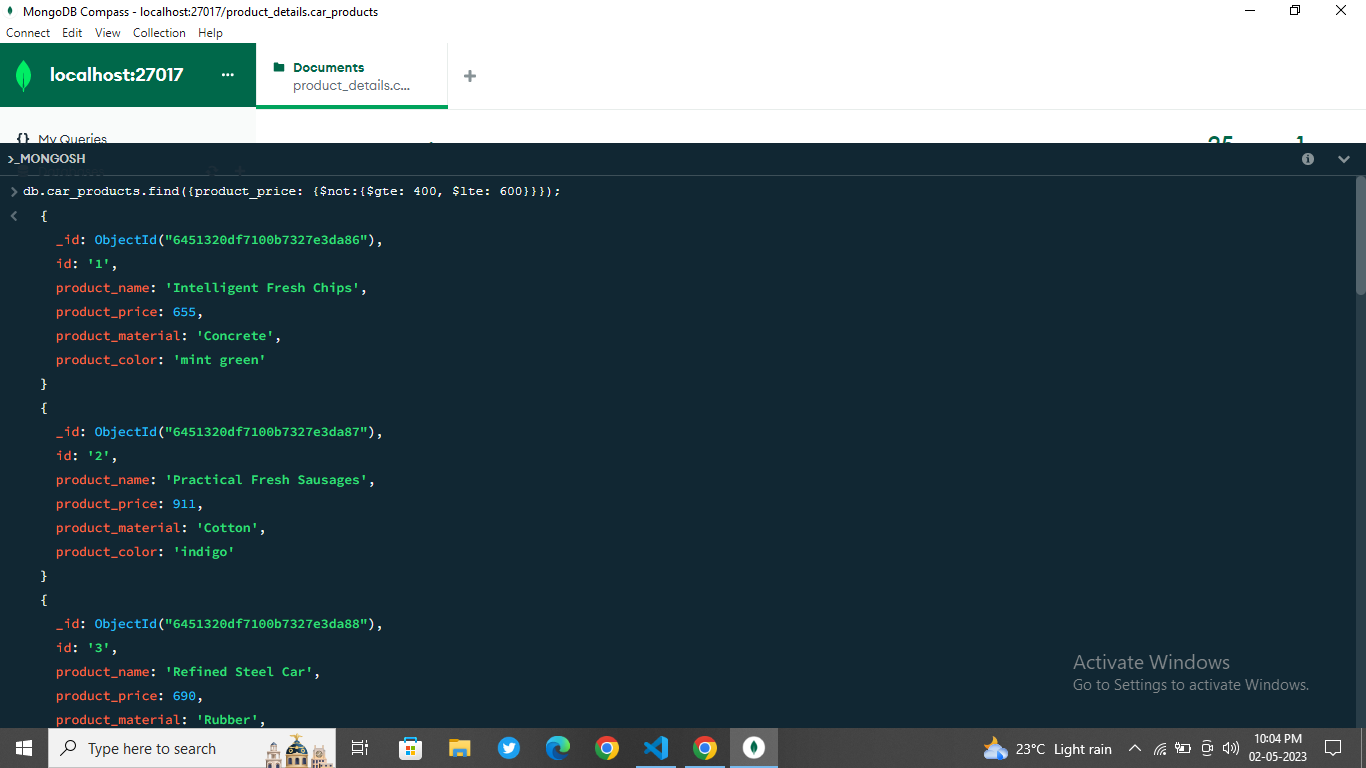 MongoDB Compass - localhost:27017/product_details.car_products
Connect Edit View Collection Help
localhost:27017 ...
Documents
product_details.c...
{} My Queries
>_MONGOSH
db.car_products.find({product_price: {$not:{$gte: 400, $lte: 600}}});
{
_id: ObjectId("6451320df7100b7327e3da86"),
id: '1',
product_name: 'Intelligent Fresh Chips',
product_price: 655,
product_material: 'Concrete',
product_color: 'mint green'
}
{
_id: ObjectId("6451320df7100b7327e3da87"),
id: '2',
product_name: 'Practical Fresh Sausages',
product_price: 911,
product_material: 'Cotton',
product_color: 'indigo'
}
{
_id: ObjectId("6451320df7100b7327e3da88"),
id: '3',
product_name: 'Refined Steel Car',
product_price: 690,
product_material: 'Rubber',
Activate Windows
Go to Settings to activate Windows.
Type here to search
23°C Light rain
10:04 PM
02-05-2023